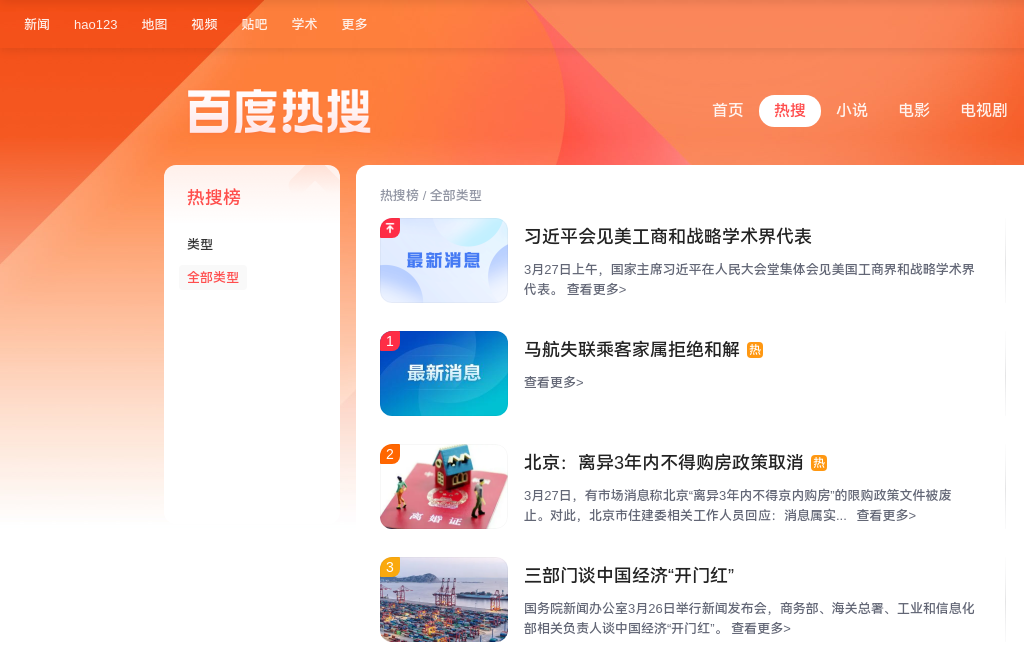 新闻 hao123 地图 视频 贴吧 学术 更多
百度热搜
首页 热搜 小说 电影 电视剧
热搜榜
类型
全部类型
热搜榜 / 全部类型
最新消息
习近平会见美工商和战略学术界代表
3月27日上午，国家主席习近平在人民大会堂集体会见美国工商界和战略学术界
代表。 查看更多>
1
最新消息
马航失联乘客家属拒绝和解 热
查看更多>
2
离婚证
北京：离异3年内不得购房政策取消 热
3月27日，有市场消息称北京“离异3年内不得京内购房”的限购政策文件被废
止。对此，北京市住建委相关工作人员回应：消息属实... 查看更多>
3
三部门谈中国经济“开门红”
国务院新闻办公室3月26日举行新闻发布会，商务部、海关总署、工业和信息化
部相关负责人谈中国经济“开门红”。 查看更多>